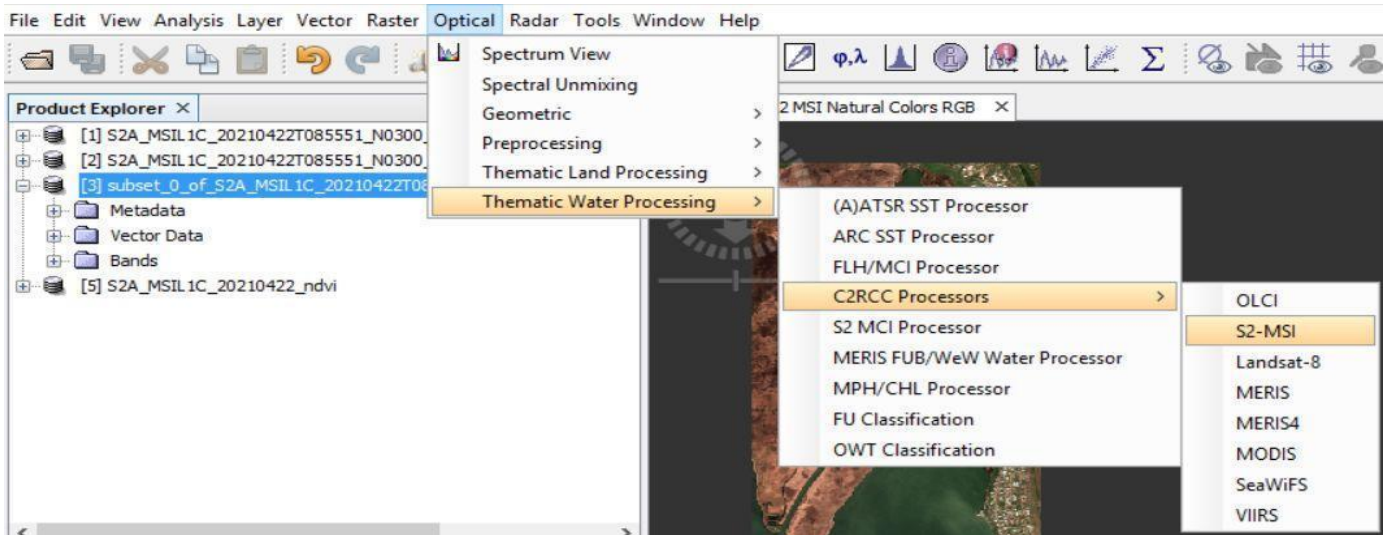 File Edit View Analysis Layer Vector Raster Optical Radar Tools Window Help
Spectrum View
Spectral Unmixing
Geometric >
Preprocessing >
Thematic Land Processing >
Thematic Water Processing >
φ,λ Σ
Product Explorer ×
[1] S2A_MSIL1C_20210422T085551_N0300_
[2] S2A_MSIL1C_20210422T085551_N0300_
[3] subset_0_of_S2A_MSIL1C_20210422T08
Metadata
Vector Data
Bands
[5] S2A_MSIL1C_20210422_ndvi
2 MSI Natural Colors RGB ×
(A)ATSR SST Processor
ARC SST Processor
FLH/MCI Processor
C2RCC Processors >
S2 MCI Processor
MERIS FUB/WeW Water Processor
MPH/CHL Processor
FU Classification
OWT Classification
OLCI
S2-MSI
Landsat-8
MERIS
MERIS4
MODIS
SeaWiFS
VIIRS